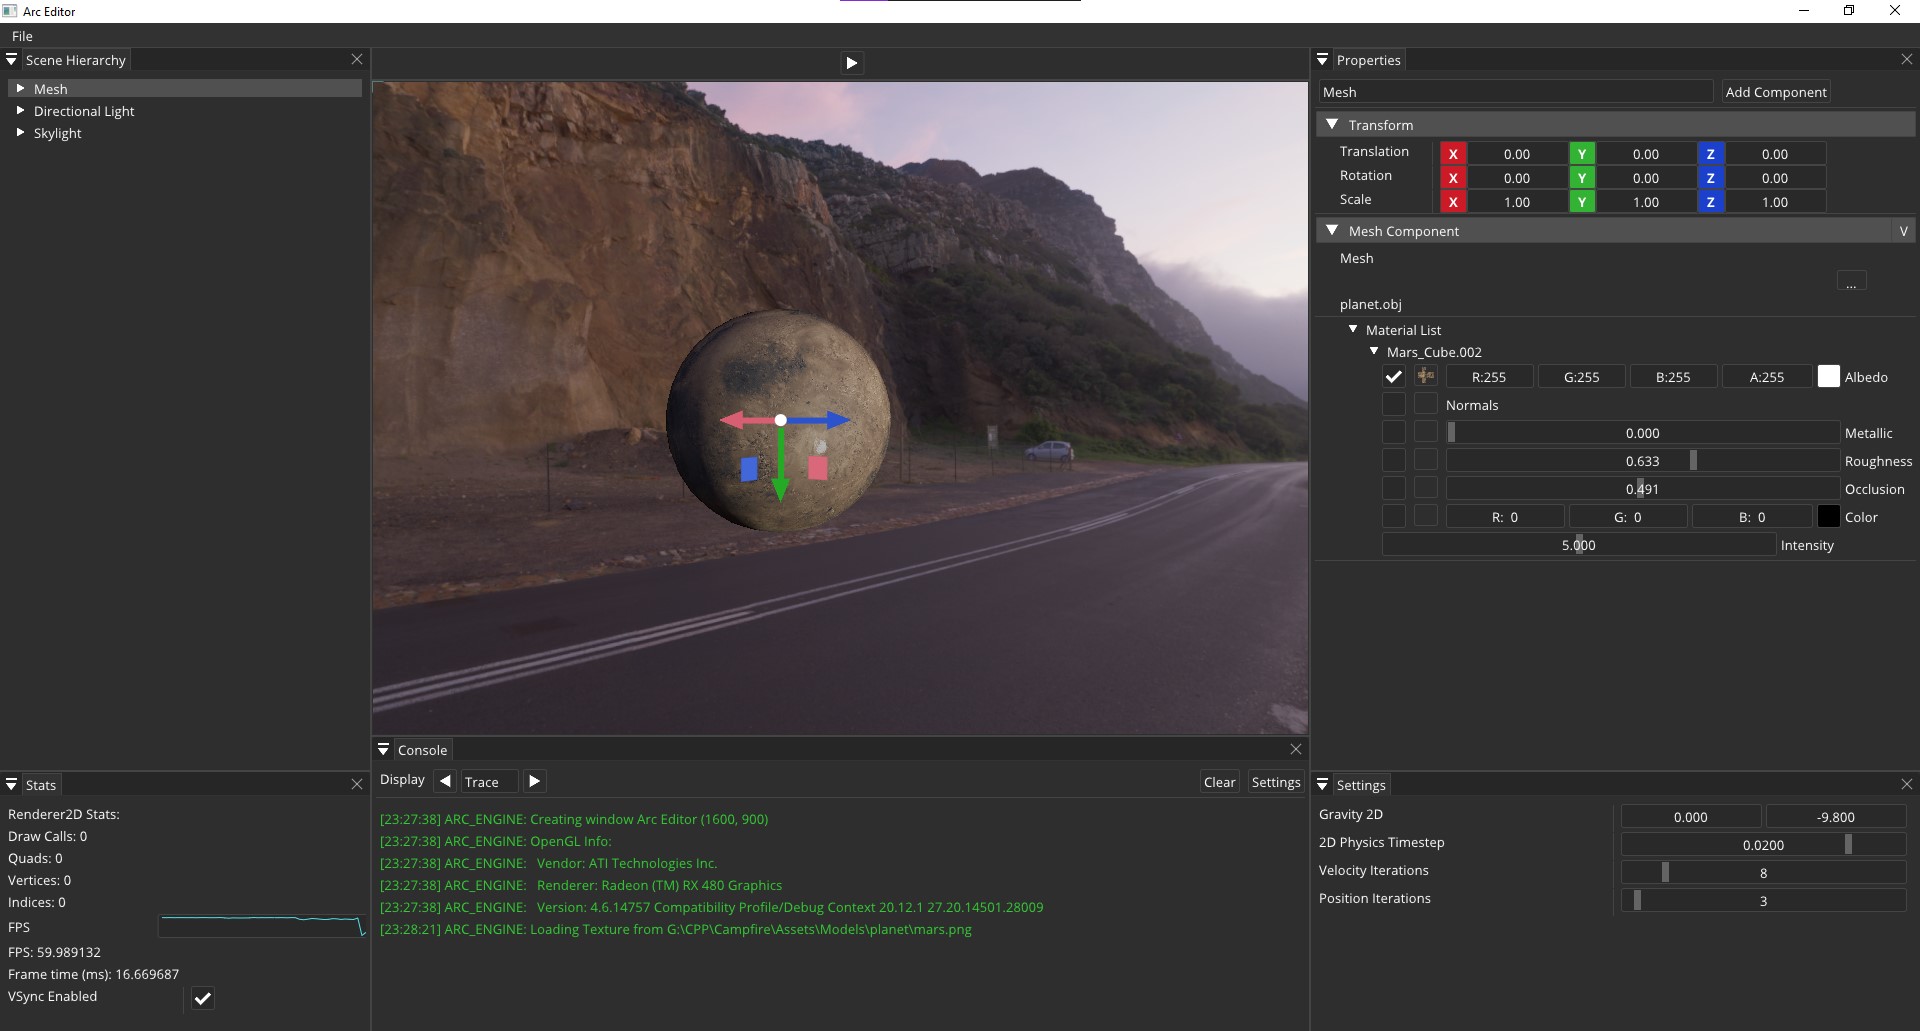 Arc Editor
File
Scene Hierarchy
Mesh
Directional Light
Skylight
Properties
Mesh
Add Component
Transform
Translation X 0.00 Y 0.00 Z 0.00
Rotation X 0.00 Y 0.00 Z 0.00
Scale X 1.00 Y 1.00 Z 1.00
Mesh Component V
Mesh
...
planet.obj
Material List
Mars_Cube.002
R:255 G:255 B:255 A:255 Albedo
Normals
0.000 Metallic
0.633 Roughness
0.491 Occlusion
R: 0 G: 0 B: 0 Color
5.000 Intensity
Stats
Renderer2D Stats:
Draw Calls: 0
Quads: 0
Vertices: 0
Indices: 0
FPS
FPS: 59.989132
Frame time (ms): 16.669687
VSync Enabled
Console
Display Trace Clear Settings
[23:27:38] ARC_ENGINE: Creating window Arc Editor (1600, 900)
[23:27:38] ARC_ENGINE: OpenGL Info:
[23:27:38] ARC_ENGINE: Vendor: ATI Technologies Inc.
[23:27:38] ARC_ENGINE: Renderer: Radeon (TM) RX 480 Graphics
[23:27:38] ARC_ENGINE: Version: 4.6.14757 Compatibility Profile/Debug Context 20.12.1 27.20.14501.28009
[23:28:21] ARC_ENGINE: Loading Texture from G:\CPP\Campfire\Assets\Models\planet\mars.png
Settings
Gravity 2D 0.000 -9.800
2D Physics Timestep 0.0200
Velocity Iterations 8
Position Iterations 3